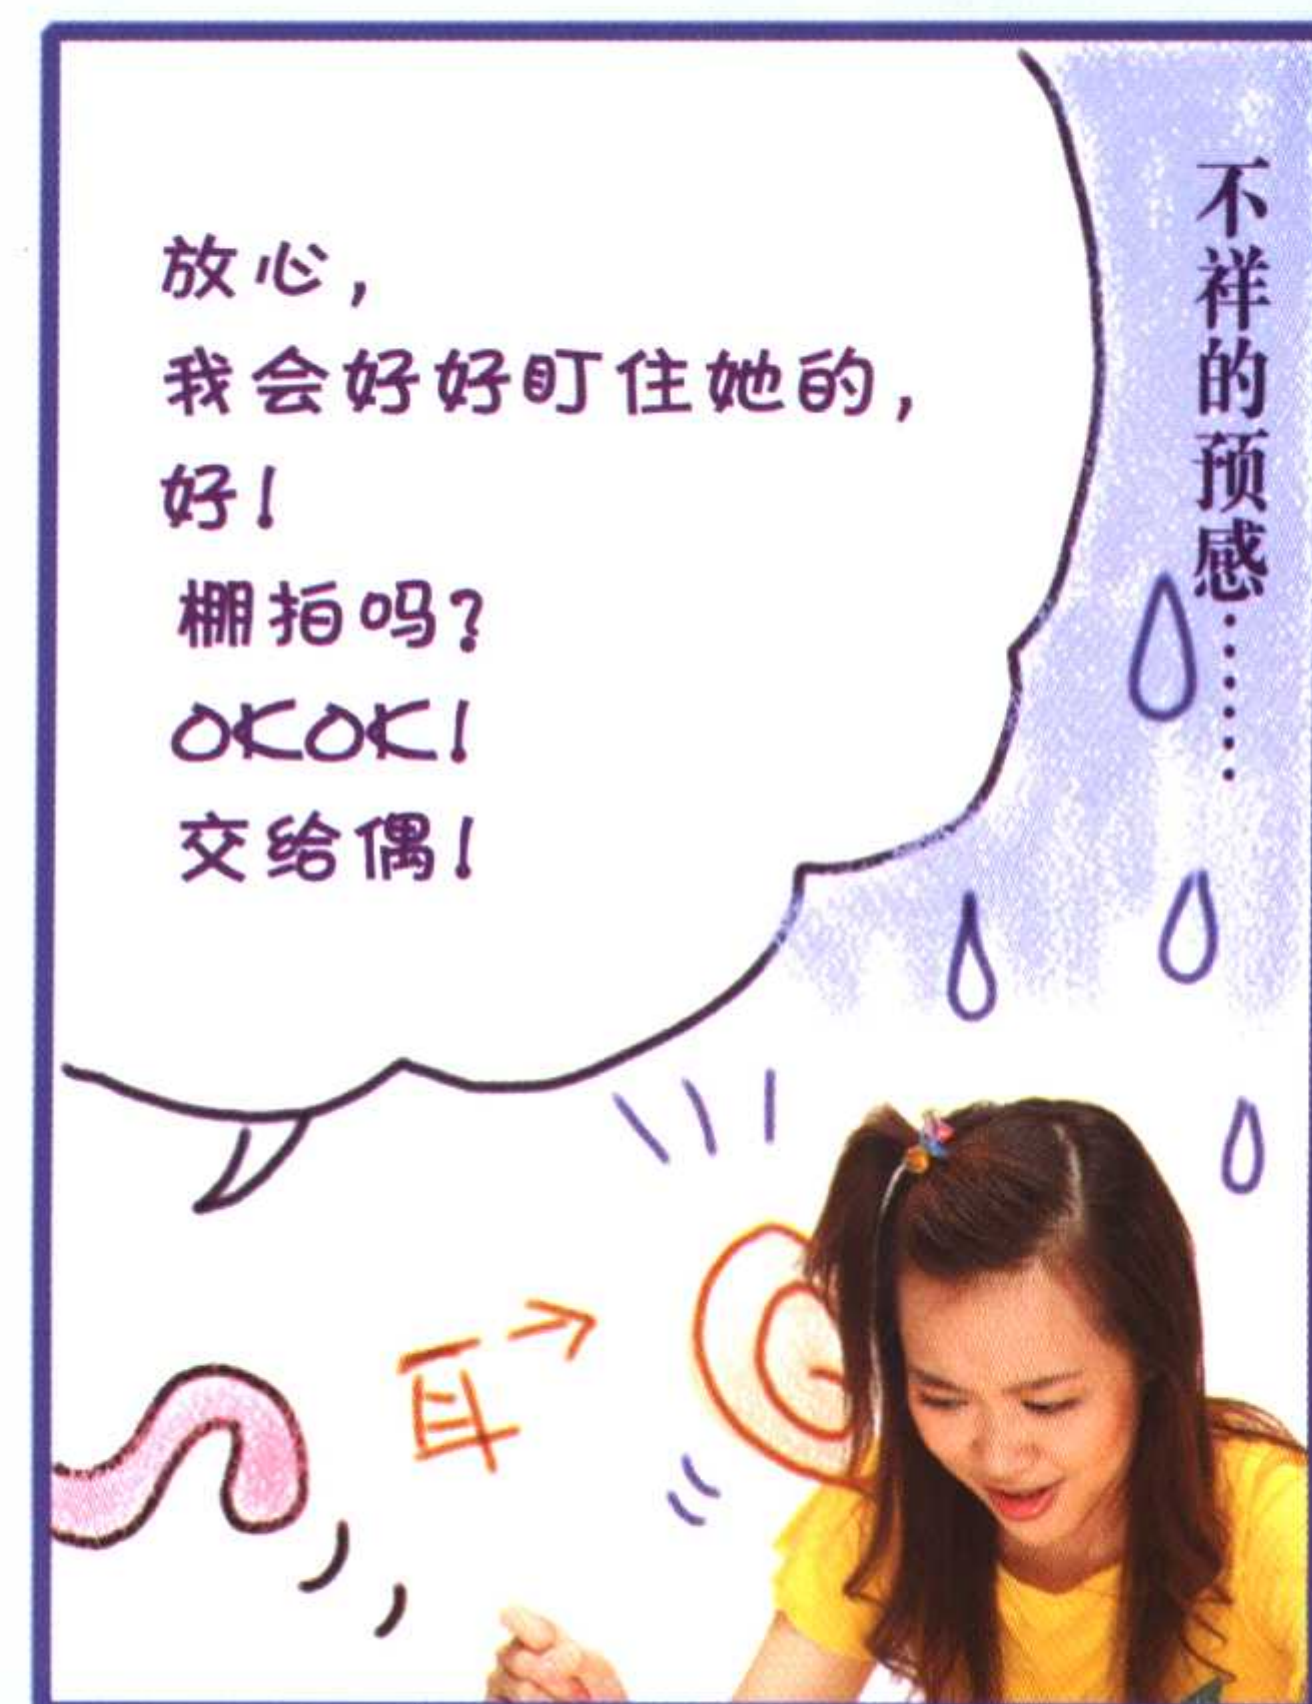 放心，
我会好好盯住她的，
好！
棚拍吗？
OKOK！
交给偶！
不祥的预感……
耳→